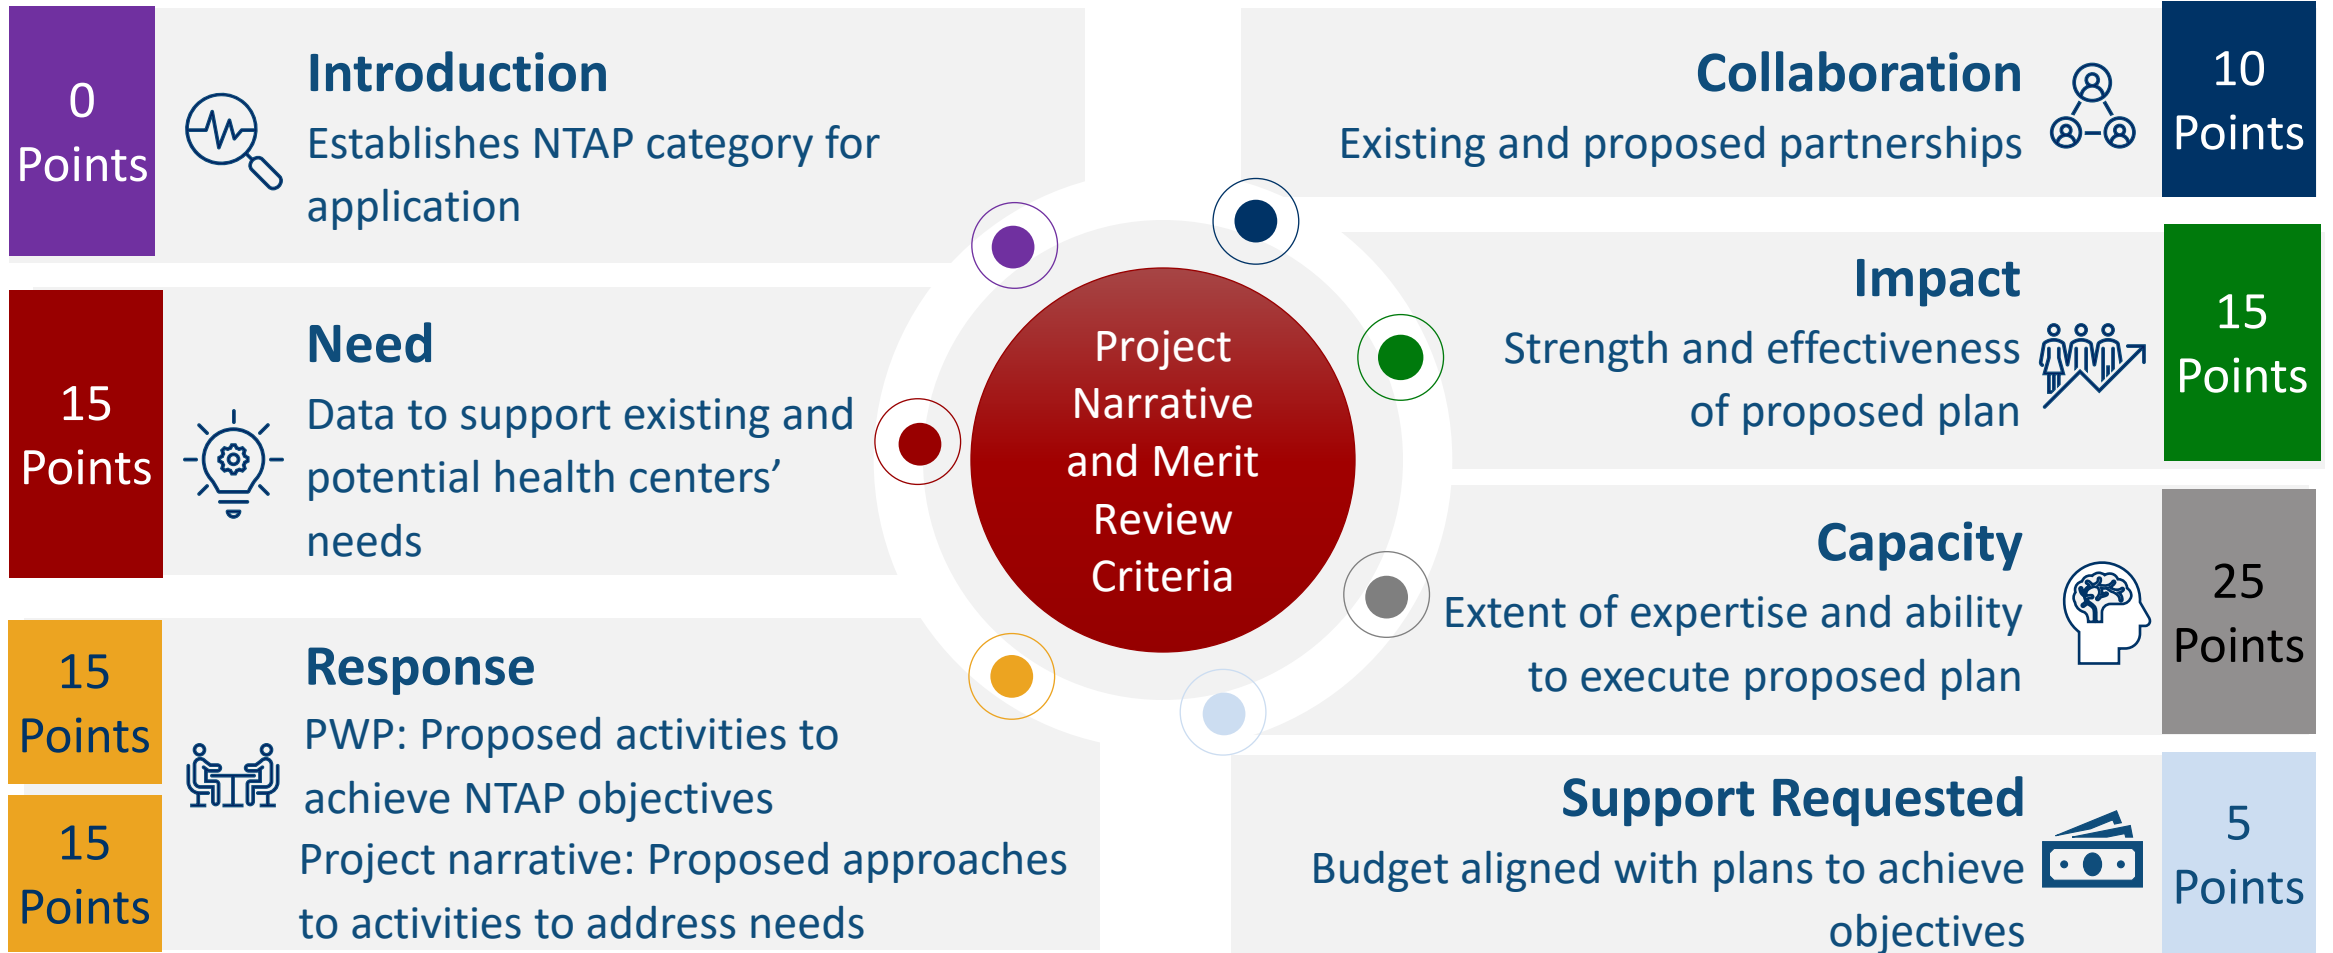 0
Points
Introduction
Establishes NTAP category for
application
15
Points
Need
Data to support existing and
potential health centers’
needs
15
Points
15
Points
Response
PWP: Proposed activities to
achieve NTAP objectives
Project narrative: Proposed approaches
to activities to address needs
Project
Narrative
and Merit
Review
Criteria
Collaboration
Existing and proposed partnerships
10
Points
Impact
Strength and effectiveness
of proposed plan
15
Points
Capacity
Extent of expertise and ability
to execute proposed plan
25
Points
Support Requested
Budget aligned with plans to achieve
objectives
5
Points